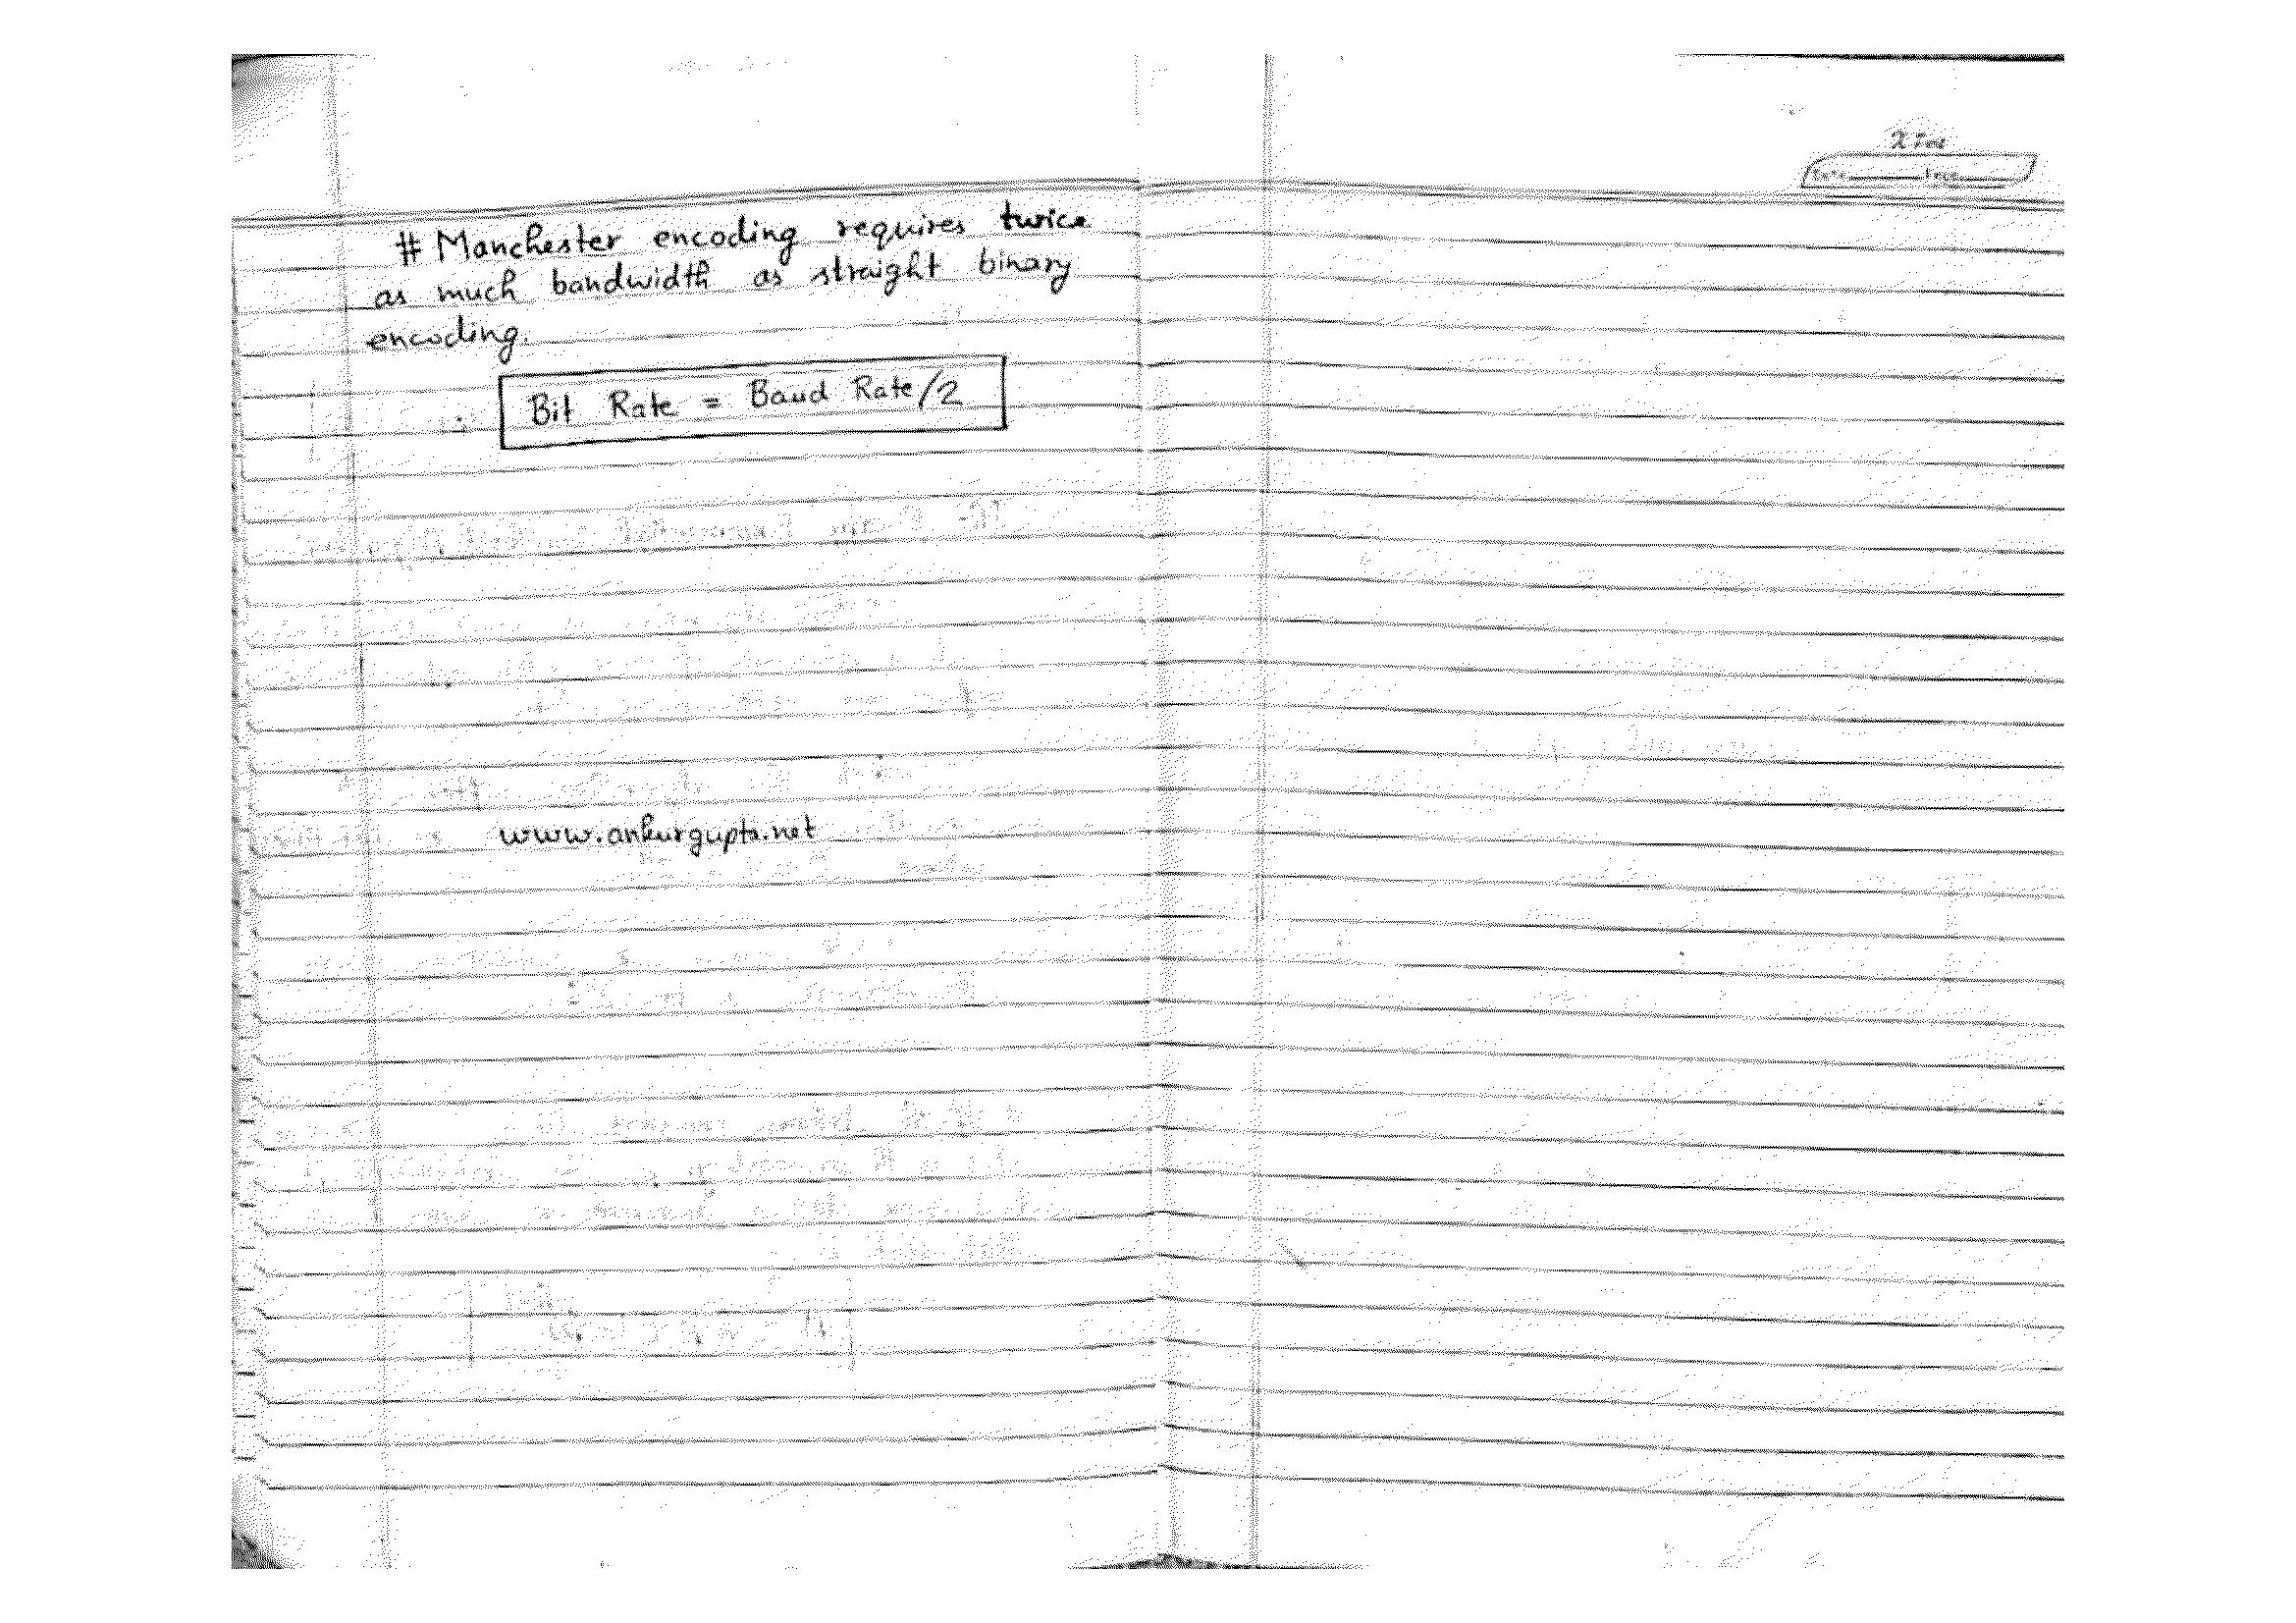 # Manchester encoding requires twice
as much bandwidth as straight binary
encoding.
Bit Rate = Baud Rate/2
www.ankurgupta.net